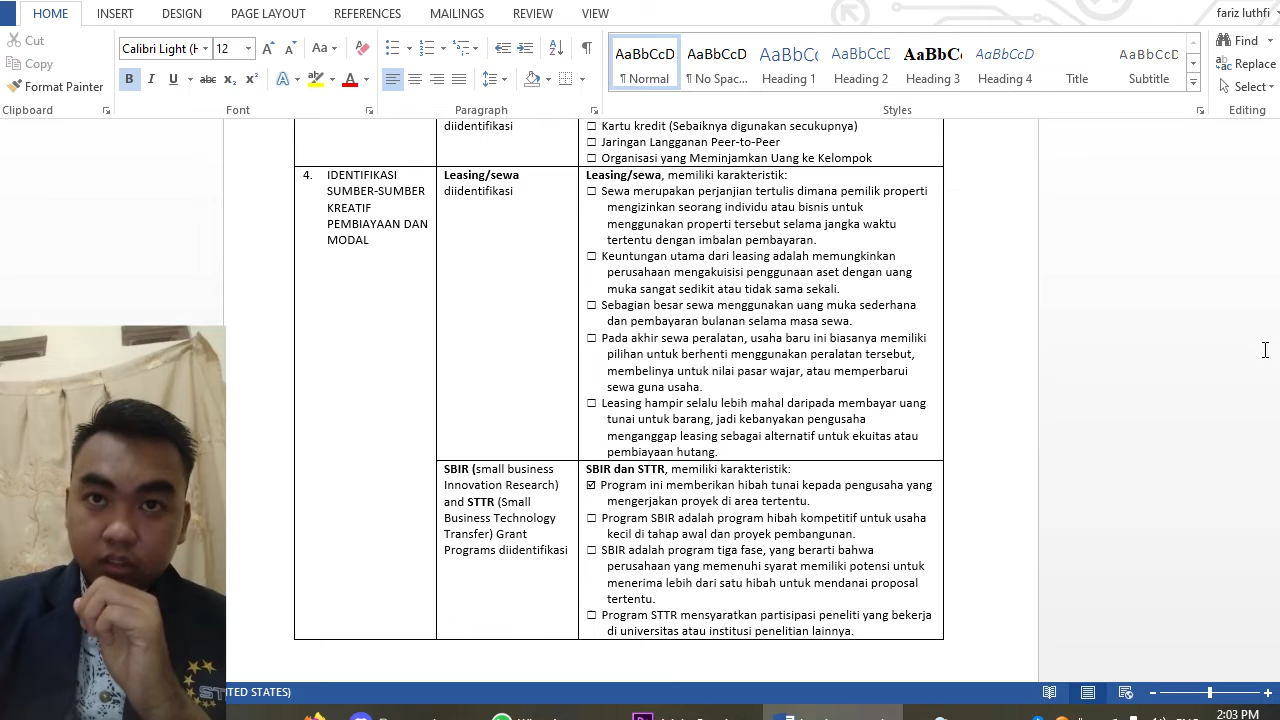 HOME INSERT DESIGN PAGE LAYOUT REFERENCES MAILINGS REVIEW VIEW fariz luthfi
Cut
Copy
Format Painter
Clipboard
Calibri Light (H 12
Font
Paragraph
AaBbCcD AaBbCcD AaBbC AaBbCcC AaBbC AaBbCcD AaBbCcD
¶ Normal ¶ No Spac... Heading 1 Heading 2 Heading 3 Heading 4 Title Subtitle
Styles
Find
Replace
Select
Editing
diidentifikasi
☐ Kartu kredit (Sebaiknya digunakan secukupnya)
☐ Jaringan Langganan Peer-to-Peer
☐ Organisasi yang Meminjamkan Uang ke Kelompok
4. IDENTIFIKASI
SUMBER-SUMBER
KREATIF
PEMBIAYAAN DAN
MODAL
Leasing/sewa
diidentifikasi
Leasing/sewa, memiliki karakteristik:
☐ Sewa merupakan perjanjian tertulis dimana pemilik properti
mengizinkan seorang individu atau bisnis untuk
menggunakan properti tersebut selama jangka waktu
tertentu dengan imbalan pembayaran.
☐ Keuntungan utama dari leasing adalah memungkinkan
perusahaan mengakuisisi penggunaan aset dengan uang
muka sangat sedikit atau tidak sama sekali.
☐ Sebagian besar sewa menggunakan uang muka sederhana
dan pembayaran bulanan selama masa sewa.
☐ Pada akhir sewa peralatan, usaha baru ini biasanya memiliki
pilihan untuk berhenti menggunakan peralatan tersebut,
membelinya untuk nilai pasar wajar, atau memperbarui
sewa guna usaha.
☐ Leasing hampir selalu lebih mahal daripada membayar uang
tunai untuk barang, jadi kebanyakan pengusaha
menganggap leasing sebagai alternatif untuk ekuitas atau
pembiayaan hutang.
SBIR (small business
Innovation Research)
and STTR (Small
Business Technology
Transfer) Grant
Programs diidentifikasi
SBIR dan STTR, memiliki karakteristik:
☑ Program ini memberikan hibah tunai kepada pengusaha yang
mengerjakan proyek di area tertentu.
☐ Program SBIR adalah program hibah kompetitif untuk usaha
kecil di tahap awal dan proyek pembangunan.
☐ SBIR adalah program tiga fase, yang berarti bahwa
perusahaan yang memenuhi syarat memiliki potensi untuk
menerima lebih dari satu hibah untuk mendanai proposal
tertentu.
☐ Program STTR mensyaratkan partisipasi peneliti yang bekerja
di universitas atau institusi penelitian lainnya.
ITED STATES)
2:03 PM